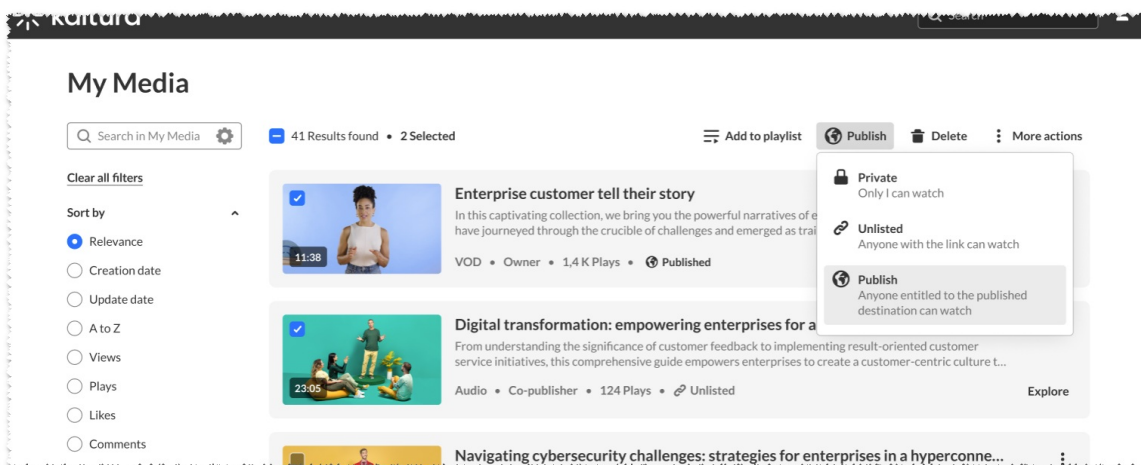 kaltura
Search
My Media
Search in My Media
41 Results found • 2 Selected
Add to playlist
Publish
Delete
More actions
Clear all filters
Sort by
Relevance
Creation date
Update date
A to Z
Views
Plays
Likes
Comments
11:38
Enterprise customer tell their story
In this captivating collection, we bring you the powerful narratives of e
have journeyed through the crucible of challenges and emerged as trai
VOD • Owner • 1,4 K Plays • Published
Private
Only I can watch
Unlisted
Anyone with the link can watch
Publish
Anyone entitled to the published
destination can watch
23:05
Digital transformation: empowering enterprises for a
From understanding the significance of customer feedback to implementing result-oriented customer
service initiatives, this comprehensive guide empowers enterprises to create a customer-centric culture t...
Audio • Co-publisher • 124 Plays • Unlisted
Explore
Navigating cybersecurity challenges: strategies for enterprises in a hyperconne...